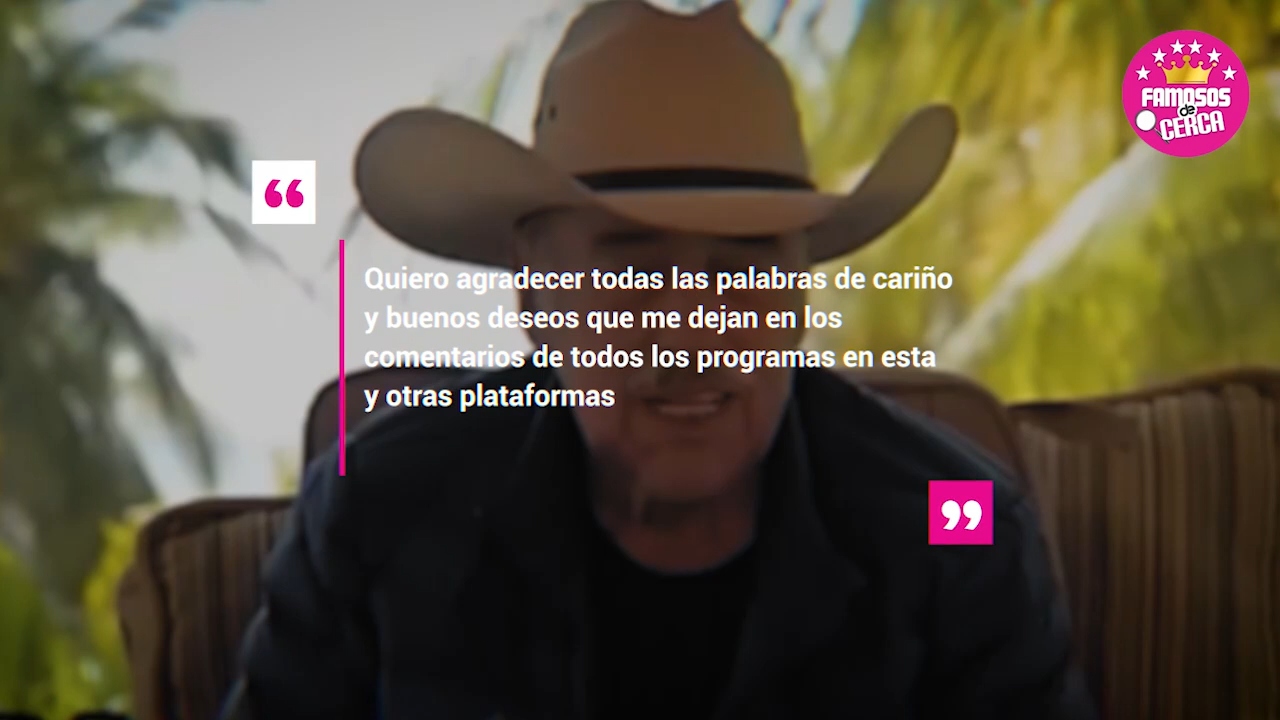 FAMOSOS
de
CERCA
“
Quiero agradecer todas las palabras de cariño
y buenos deseos que me dejan en los
comentarios de todos los programas en esta
y otras plataformas
”